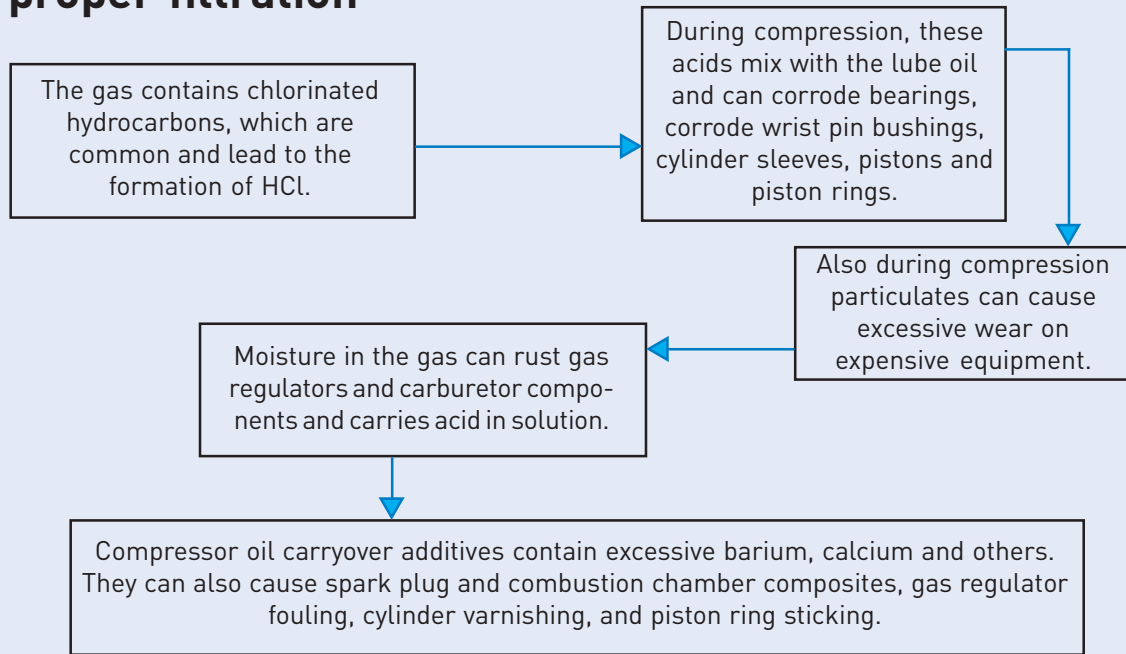 proper filtration
The gas contains chlorinated
hydrocarbons, which are
common and lead to the
formation of HCl.
During compression, these
acids mix with the lube oil
and can corrode bearings,
corrode wrist pin bushings,
cylinder sleeves, pistons and
piston rings.
Also during compression
particulates can cause
excessive wear on
expensive equipment.
Moisture in the gas can rust gas
regulators and carburetor compo-
nents and carries acid in solution.
Compressor oil carryover additives contain excessive barium, calcium and others.
They can also cause spark plug and combustion chamber composites, gas regulator
fouling, cylinder varnishing, and piston ring sticking.